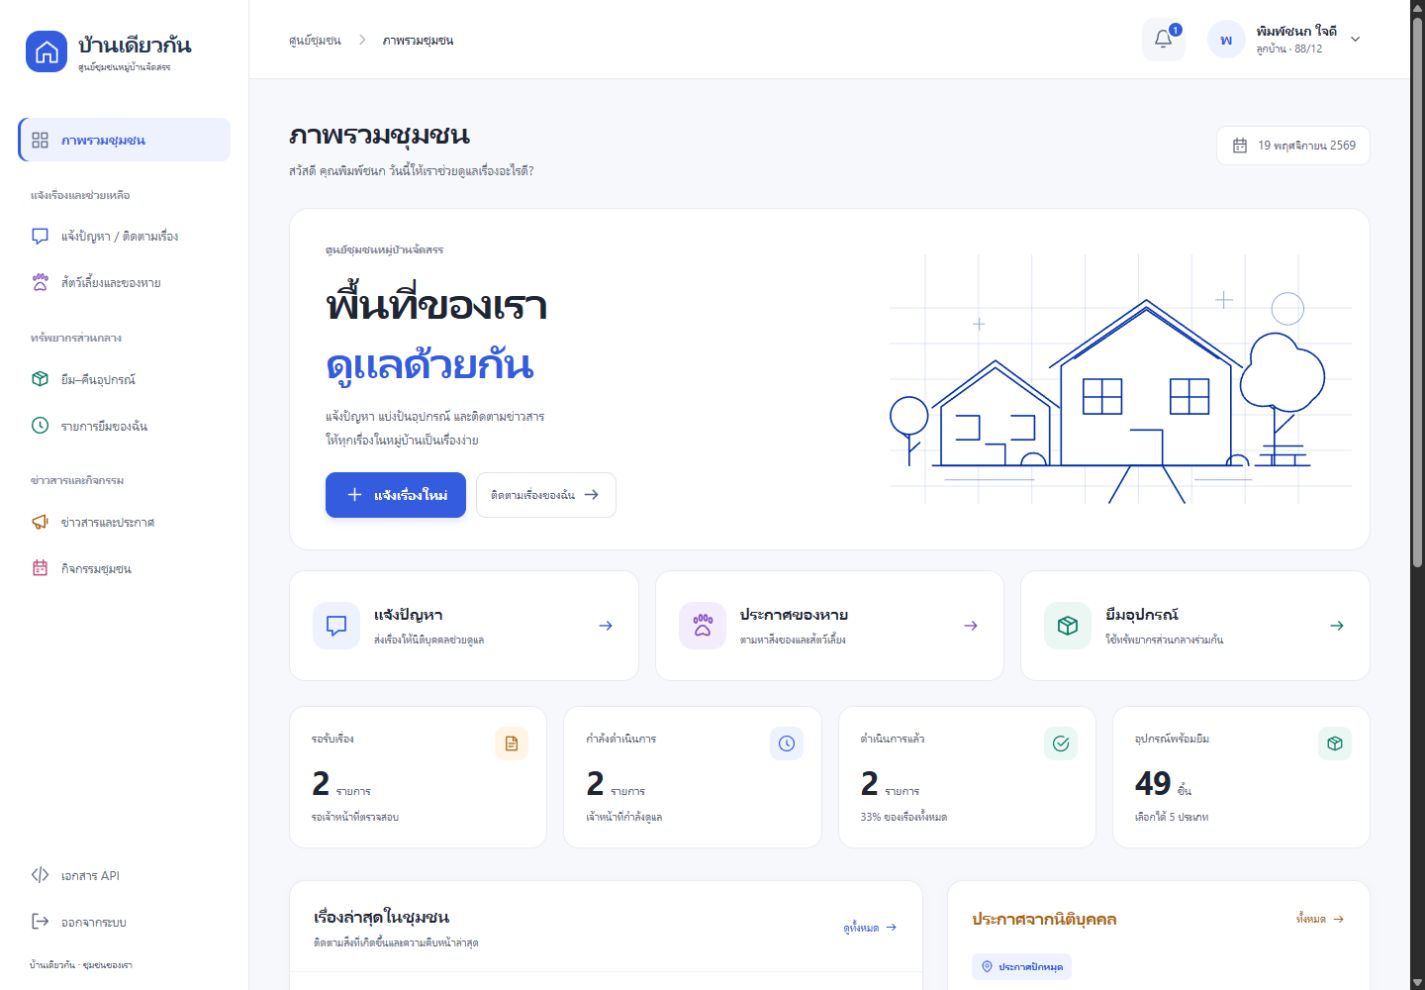 บ้านเดียวกัน
ศูนย์ชุมชนหมู่บ้านจัดสรร
ภาพรวมชุมชน
แจ้งเรื่องและช่วยเหลือ
แจ้งปัญหา / ติดตามเรื่อง
สัตว์เลี้ยงและของหาย
ทรัพยากรส่วนกลาง
ยืม–คืนอุปกรณ์
รายการยืมของฉัน
ข่าวสารและกิจกรรม
ข่าวสารและประกาศ
กิจกรรมชุมชน
เอกสาร API
ออกจากระบบ
บ้านเดียวกัน · ชุมชนของเรา
ศูนย์ชุมชน
ภาพรวมชุมชน
1
พ
พิมพ์ชนก ใจดี
ลูกบ้าน · 88/12
ภาพรวมชุมชน
สวัสดี คุณพิมพ์ชนก วันนี้ให้เราช่วยดูแลเรื่องอะไรดี?
19 พฤศจิกายน 2569
ศูนย์ชุมชนหมู่บ้านจัดสรร
พื้นที่ของเรา
ดูแลด้วยกัน
แจ้งปัญหา แบ่งปันอุปกรณ์ และติดตามข่าวสาร
ให้ทุกเรื่องในหมู่บ้านเป็นเรื่องง่าย
แจ้งเรื่องใหม่
ติดตามเรื่องของฉัน
แจ้งปัญหา
ส่งเรื่องให้นิติบุคคลช่วยดูแล
ประกาศของหาย
ตามหาสิ่งของและสัตว์เลี้ยง
ยืมอุปกรณ์
ใช้ทรัพยากรส่วนกลางร่วมกัน
รอรับเรื่อง
2 รายการ
รอเจ้าหน้าที่ตรวจสอบ
กำลังดำเนินการ
2 รายการ
เจ้าหน้าที่กำลังดูแล
ดำเนินการแล้ว
2 รายการ
33% ของเรื่องทั้งหมด
อุปกรณ์พร้อมยืม
49 ชิ้น
เลือกได้ 5 ประเภท
เรื่องล่าสุดในชุมชน
ติดตามสิ่งที่เกิดขึ้นและความคืบหน้าล่าสุด
ดูทั้งหมด
ประกาศจากนิติบุคคล
ทั้งหมด
ประกาศปักหมุด